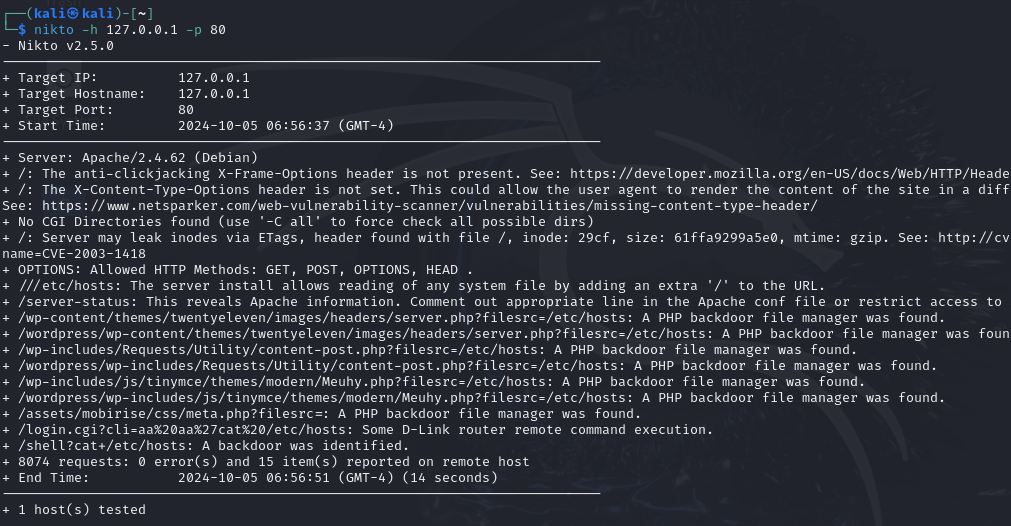 ┌──(kali㉿kali)-[~]
└─$ nikto -h 127.0.0.1 -p 80
- Nikto v2.5.0
---------------------------------------------------------------------------
+ Target IP:          127.0.0.1
+ Target Hostname:    127.0.0.1
+ Target Port:        80
+ Start Time:         2024-10-05 06:56:37 (GMT-4)
---------------------------------------------------------------------------
+ Server: Apache/2.4.62 (Debian)
+ /: The anti-clickjacking X-Frame-Options header is not present. See: https://developer.mozilla.org/en-US/docs/Web/HTTP/Heade
+ /: The X-Content-Type-Options header is not set. This could allow the user agent to render the content of the site in a diff
See: https://www.netsparker.com/web-vulnerability-scanner/vulnerabilities/missing-content-type-header/
+ No CGI Directories found (use '-C all' to force check all possible dirs)
+ /: Server may leak inodes via ETags, header found with file /, inode: 29cf, size: 61ffa9299a5e0, mtime: gzip. See: http://cv
name=CVE-2003-1418
+ OPTIONS: Allowed HTTP Methods: GET, POST, OPTIONS, HEAD .
+ ///etc/hosts: The server install allows reading of any system file by adding an extra '/' to the URL.
+ /server-status: This reveals Apache information. Comment out appropriate line in the Apache conf file or restrict access to
+ /wp-content/themes/twentyeleven/images/headers/server.php?filesrc=/etc/hosts: A PHP backdoor file manager was found.
+ /wordpress/wp-content/themes/twentyeleven/images/headers/server.php?filesrc=/etc/hosts: A PHP backdoor file manager was foun
+ /wp-includes/Requests/Utility/content-post.php?filesrc=/etc/hosts: A PHP backdoor file manager was found.
+ /wordpress/wp-includes/Requests/Utility/content-post.php?filesrc=/etc/hosts: A PHP backdoor file manager was found.
+ /wp-includes/js/tinymce/themes/modern/Meuhy.php?filesrc=/etc/hosts: A PHP backdoor file manager was found.
+ /wordpress/wp-includes/js/tinymce/themes/modern/Meuhy.php?filesrc=/etc/hosts: A PHP backdoor file manager was found.
+ /assets/mobirise/css/meta.php?filesrc=: A PHP backdoor file manager was found.
+ /login.cgi?cli=aa%20aa%27cat%20/etc/hosts: Some D-Link router remote command execution.
+ /shell?cat+/etc/hosts: A backdoor was identified.
+ 8074 requests: 0 error(s) and 15 item(s) reported on remote host
+ End Time:           2024-10-05 06:56:51 (GMT-4) (14 seconds)
---------------------------------------------------------------------------
+ 1 host(s) tested